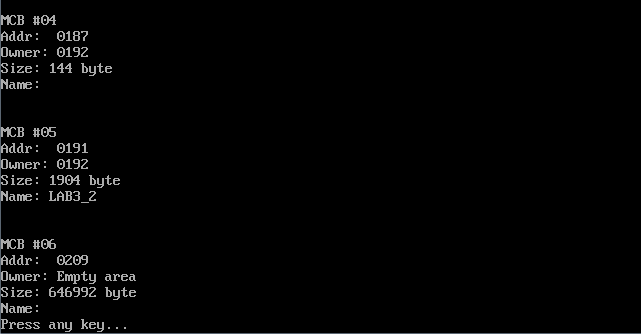 MCB #04
Addr:  0187
Owner: 0192
Size: 144 byte
Name:
MCB #05
Addr:  0191
Owner: 0192
Size: 1904 byte
Name: LAB3_2
MCB #06
Addr:  0209
Owner: Empty area
Size: 646992 byte
Name:
Press any key...